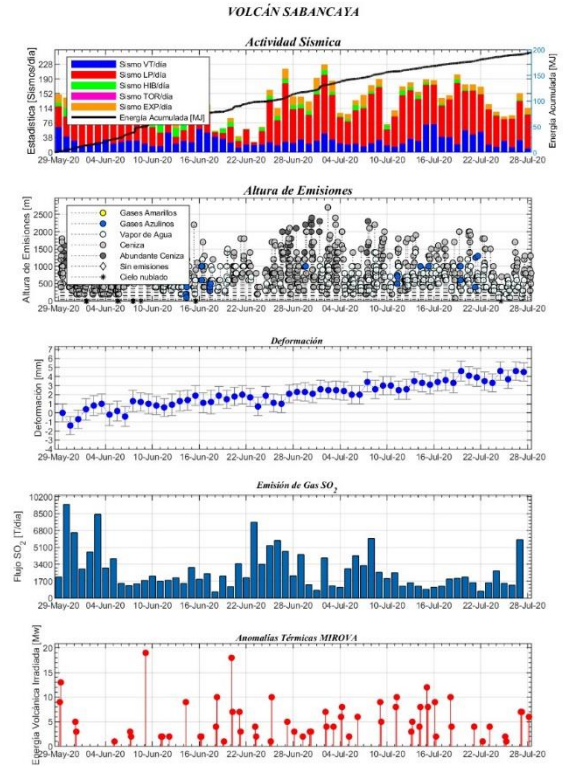 VOLCÁN SABANCAYA
Actividad Sísmica
Estadística [Sismos/día]
228
190
152
114
76
38
0
Sismo VT/día
Sismo LP/día
Sismo HIB/día
Sismo TOR/día
Sismo EXP/día
Energía Acumulada [MJ]
200
150
100
50
0
Energía Acumulada [MJ]
29-May-20 04-Jun-20 10-Jun-20 16-Jun-20 22-Jun-20 28-Jun-20 04-Jul-20 10-Jul-20 16-Jul-20 22-Jul-20 28-Jul-20
Altura de Emisiones
Altura de Emisiones [m]
2500
2000
1500
1000
500
0
Gases Amarillos
Gases Azulinos
Vapor de Agua
Ceniza
Abundante Ceniza
Sin emisiones
Cielo nublado
29-May-20 04-Jun-20 10-Jun-20 16-Jun-20 22-Jun-20 28-Jun-20 04-Jul-20 10-Jul-20 16-Jul-20 22-Jul-20 28-Jul-20
Deformación
Deformación [mm]
7
6
5
4
3
2
1
0
-1
-2
-3
-4
29-May-20 04-Jun-20 10-Jun-20 16-Jun-20 22-Jun-20 28-Jun-20 04-Jul-20 10-Jul-20 16-Jul-20 22-Jul-20 28-Jul-20
Emisión de Gas SO2
Flujo SO2 [T/día]
10200
8500
6800
5100
3400
1700
0
29-May-20 04-Jun-20 10-Jun-20 16-Jun-20 22-Jun-20 28-Jun-20 04-Jul-20 10-Jul-20 16-Jul-20 22-Jul-20 28-Jul-20
Anomalías Térmicas MIROVA
Energía Volcánica Irradiada [Mw]
20
15
10
5
0
29-May-20 04-Jun-20 10-Jun-20 16-Jun-20 22-Jun-20 28-Jun-20 04-Jul-20 10-Jul-20 16-Jul-20 22-Jul-20 28-Jul-20